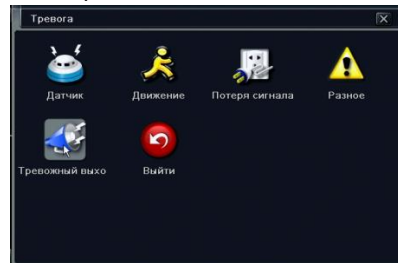 Тревога
Датчик Движение Потеря сигнала Разное
Тревожный выхо Выйти